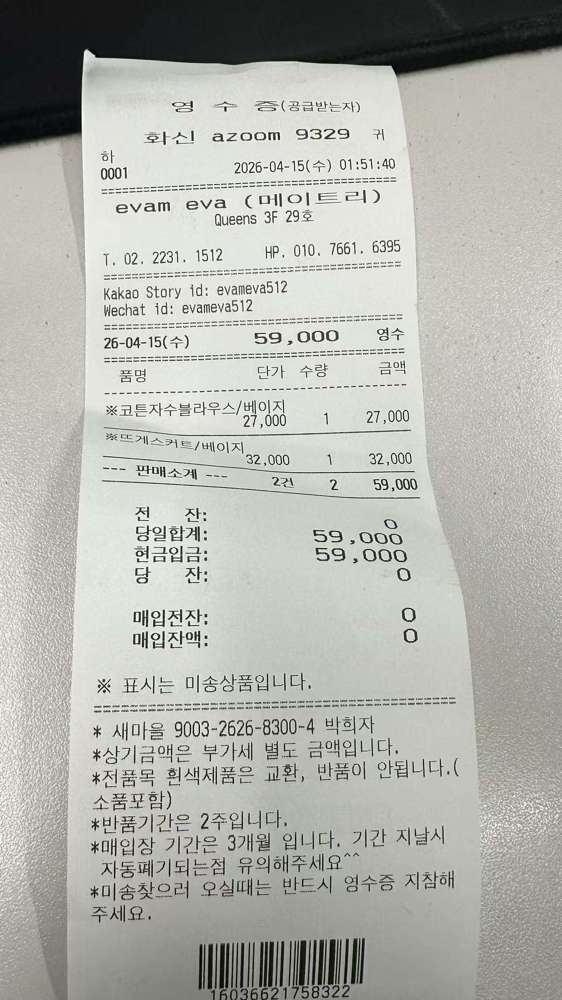 영 수 증(공급받는자)
화신 azoom 9329 귀
하
0001 2026-04-15(수) 01:51:40
evam eva (메이트리)
Queens 3F 29호
T. 02. 2231. 1512 HP. 010. 7661. 6395
Kakao Story id: evameva512
Wechat id: evameva512
26-04-15(수) 59,000 영수
품명 단가 수량 금액
※코튼자수블라우스/베이지
27,000 1 27,000
※뜨게스커트/베이지
32,000 1 32,000
--- 판매소계 --- 2건 2 59,000
전 잔: 0
당일합계: 59,000
현금입금: 59,000
당 잔: 0
매입전잔: 0
매입잔액: 0
※ 표시는 미송상품입니다.
* 새마을 9003-2626-8300-4 박희자
*상기금액은 부가세 별도 금액입니다.
*전품목 흰색제품은 교환, 반품이 안됩니다.(
소품포함)
*반품기간은 2주입니다.
*매입장 기간은 3개월 입니다. 기간 지날시
자동폐기되는점 유의해주세요^^
*미송찾으러 오실때는 반드시 영수증 지참해
주세요.
16036621758322